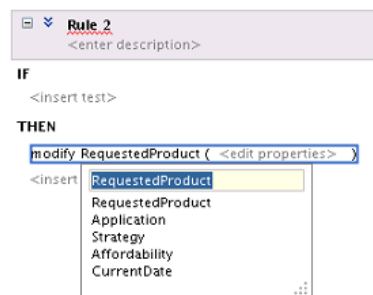 Rule 2
<enter description>
IF
<insert test>
THEN
modify RequestedProduct ( <edit properties> )
<insert
RequestedProduct
RequestedProduct
Application
Strategy
Affordability
CurrentDate